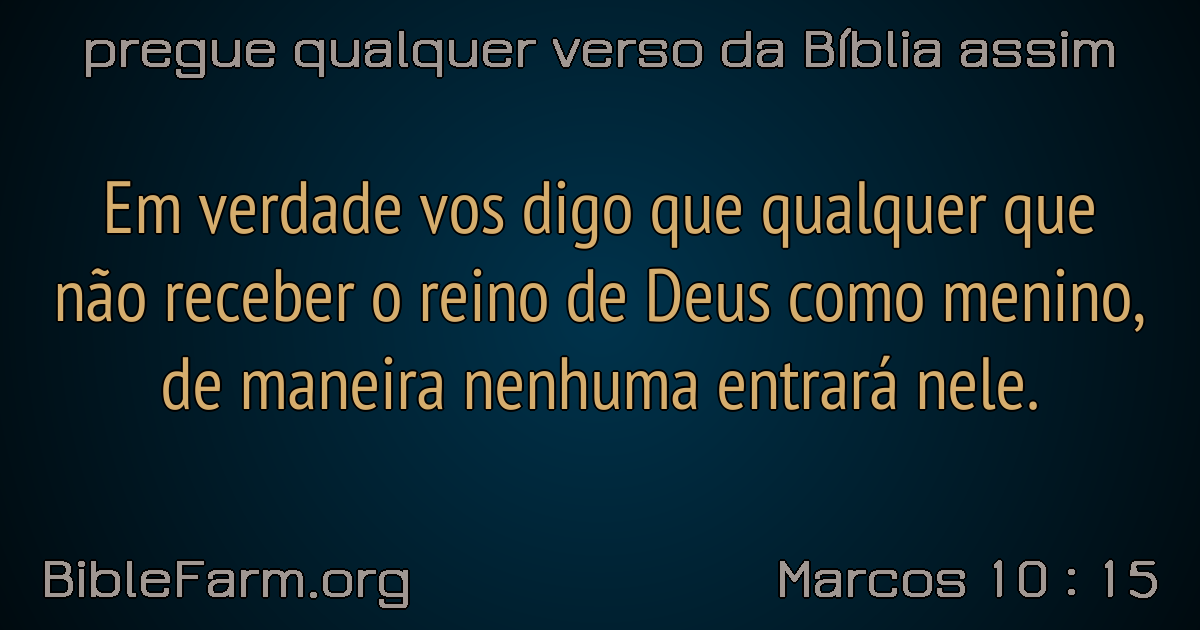 pregue qualquer verso da Bíblia assim
Em verdade vos digo que qualquer que
não receber o reino de Deus como menino,
de maneira nenhuma entrará nele.
BibleFarm.org
Marcos 10 : 15